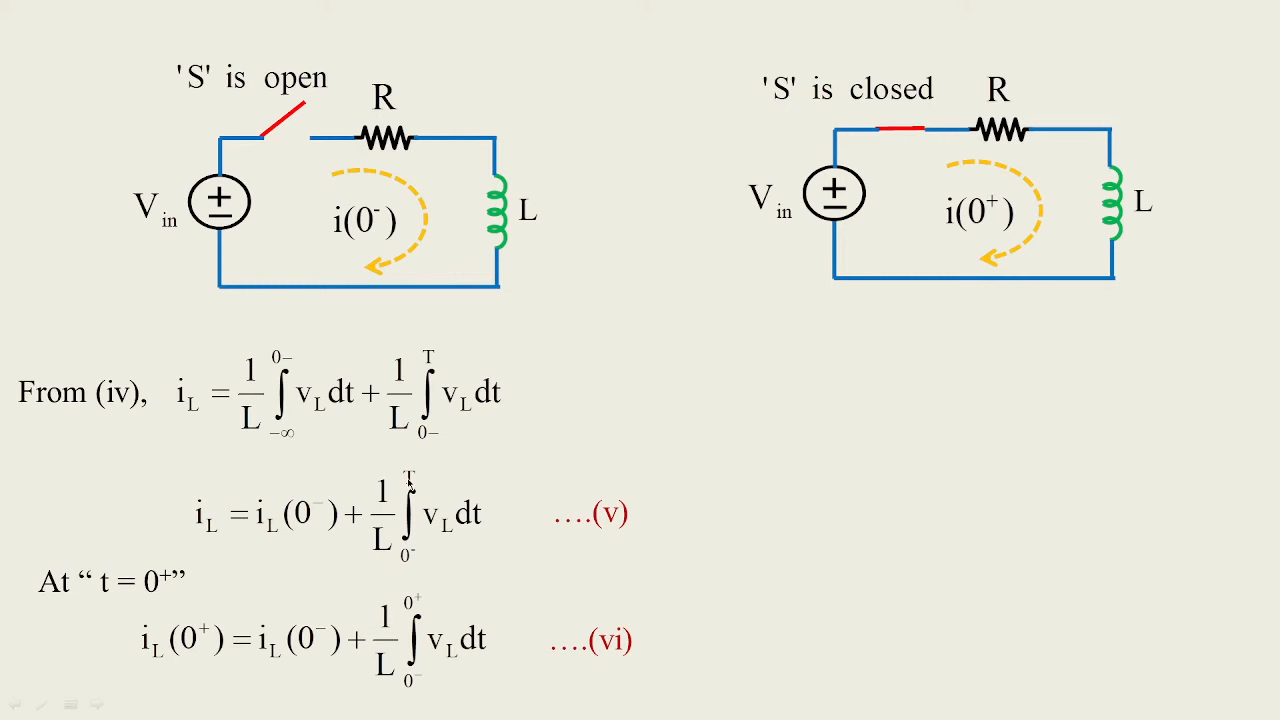 'S' is open
R
V in
+
−
i(0⁻)
L
'S' is closed
R
V in
+
−
i(0⁺)
L
From (iv), i_L = 1/L ∫_{−∞}^{0−} v_L dt + 1/L ∫_{0−}^{T} v_L dt
i_L = i_L(0⁻) + 1/L ∫_{0⁻}^{T} v_L dt ….(v)
At “ t = 0⁺”
i_L(0⁺) = i_L(0⁻) + 1/L ∫_{0⁻}^{0⁺} v_L dt ….(vi)